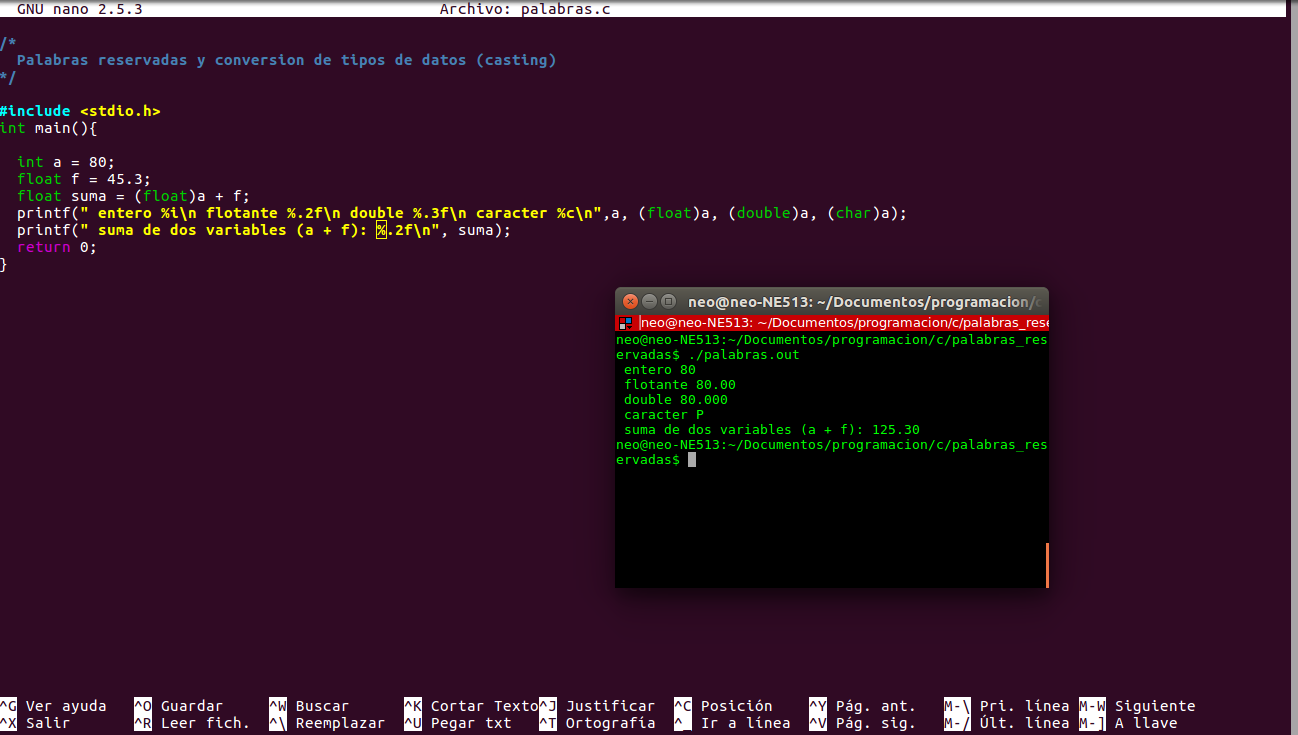 GNU nano 2.5.3 Archivo: palabras.c
/*
Palabras reservadas y conversion de tipos de datos (casting)
*/
#include <stdio.h>
int main(){
int a = 80;
float f = 45.3;
float suma = (float)a + f;
printf(" entero %i\n flotante %.2f\n double %.3f\n caracter %c\n",a, (float)a, (double)a, (char)a);
printf(" suma de dos variables (a + f): %.2f\n", suma);
return 0;
}
neo@neo-NE513: ~/Documentos/programacion/c
neo@neo-NE513: ~/Documentos/programacion/c/palabras_rese
neo@neo-NE513:~/Documentos/programacion/c/palabras_res
ervadas$ ./palabras.out
entero 80
flotante 80.00
double 80.000
caracter P
suma de dos variables (a + f): 125.30
neo@neo-NE513:~/Documentos/programacion/c/palabras_res
ervadas$
^G Ver ayuda ^O Guardar ^W Buscar ^K Cortar Texto ^J Justificar ^C Posición ^Y Pág. ant. M-\ Pri. línea M-W Siguiente
^X Salir ^R Leer fich. ^\ Reemplazar ^U Pegar txt ^T Ortografía ^_ Ir a línea ^V Pág. sig. M-/ Últ. línea M-] A llave